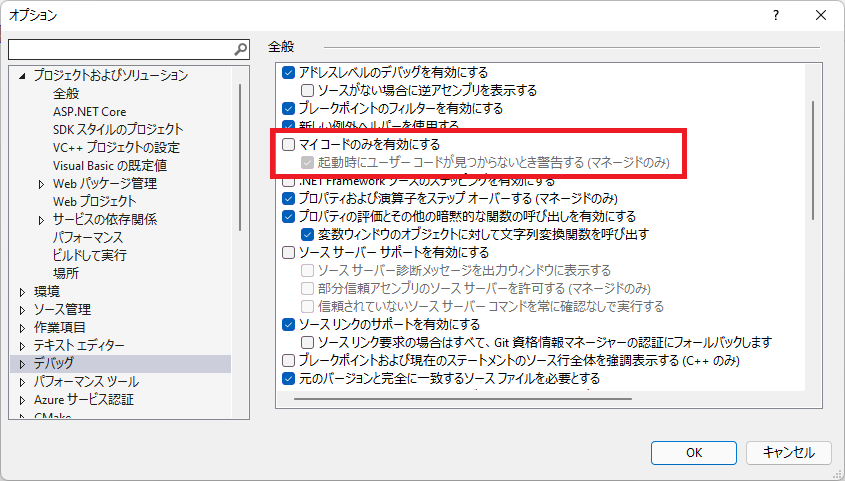 オプション
?
全般
プロジェクトおよびソリューション
全般
ASP.NET Core
SDK スタイルのプロジェクト
VC++ プロジェクトの設定
Visual Basic の既定値
Web パッケージ管理
Web プロジェクト
サービスの依存関係
パフォーマンス
ビルドして実行
場所
環境
ソース管理
作業項目
テキスト エディター
デバッグ
パフォーマンス ツール
Azure サービス認証
CMake
アドレスレベルのデバッグを有効にする
ソースがない場合に逆アセンブリを表示する
ブレークポイントのフィルターを有効にする
新しい例外ヘルパーを使用する
マイ コードのみを有効にする
起動時にユーザー コードが見つからないとき警告する (マネージドのみ)
.NET Framework ソースのステッピングを有効にする
プロパティおよび演算子をステップ オーバーする (マネージドのみ)
プロパティの評価とその他の暗黙的な関数の呼び出しを有効にする
変数ウィンドウのオブジェクトに対して文字列変換関数を呼び出す
ソース サーバー サポートを有効にする
ソース サーバー診断メッセージを出力ウィンドウに表示する
部分信頼アセンブリのソース サーバーを許可する (マネージドのみ)
信頼されていないソース サーバー コマンドを常に確認なしで実行する
ソース リンクのサポートを有効にする
ソース リンク要求の場合はすべて、Git 資格情報マネージャーの認証にフォールバックします
ブレークポイントおよび現在のステートメントのソース行全体を強調表示する (C++ のみ)
元のバージョンと完全に一致するソース ファイルを必要とする
OK
キャンセル